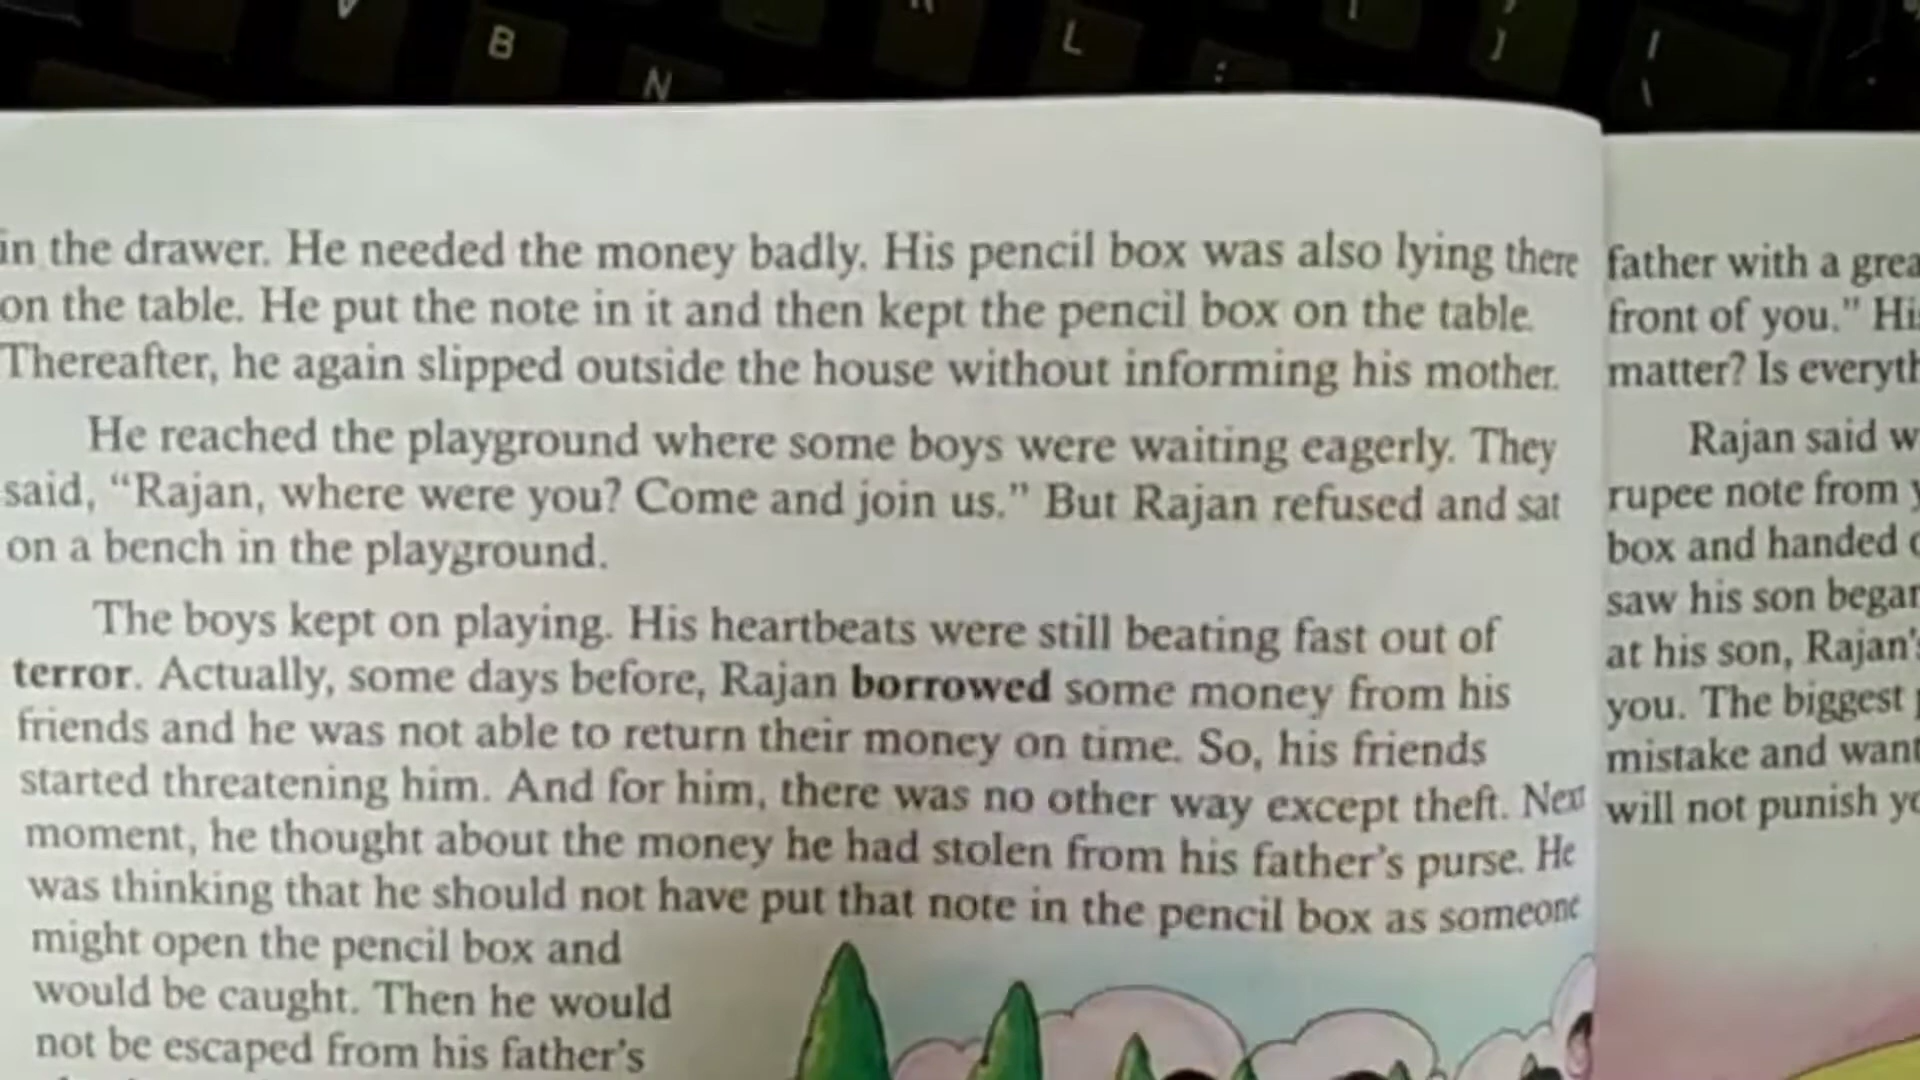 B
N
L
in the drawer. He needed the money badly. His pencil box was also lying there
on the table. He put the note in it and then kept the pencil box on the table.
Thereafter, he again slipped outside the house without informing his mother.
He reached the playground where some boys were waiting eagerly. They
said, “Rajan, where were you? Come and join us.” But Rajan refused and sat
on a bench in the playground.
The boys kept on playing. His heartbeats were still beating fast out of
terror. Actually, some days before, Rajan borrowed some money from his
friends and he was not able to return their money on time. So, his friends
started threatening him. And for him, there was no other way except theft. Next
moment, he thought about the money he had stolen from his father’s purse. He
was thinking that he should not have put that note in the pencil box as someone
might open the pencil box and
would be caught. Then he would
not be escaped from his father’s
father with a grea
front of you.” Hi
matter? Is everyth
Rajan said w
rupee note from y
box and handed
saw his son began
at his son, Rajan’s
you. The biggest
mistake and want
will not punish yo